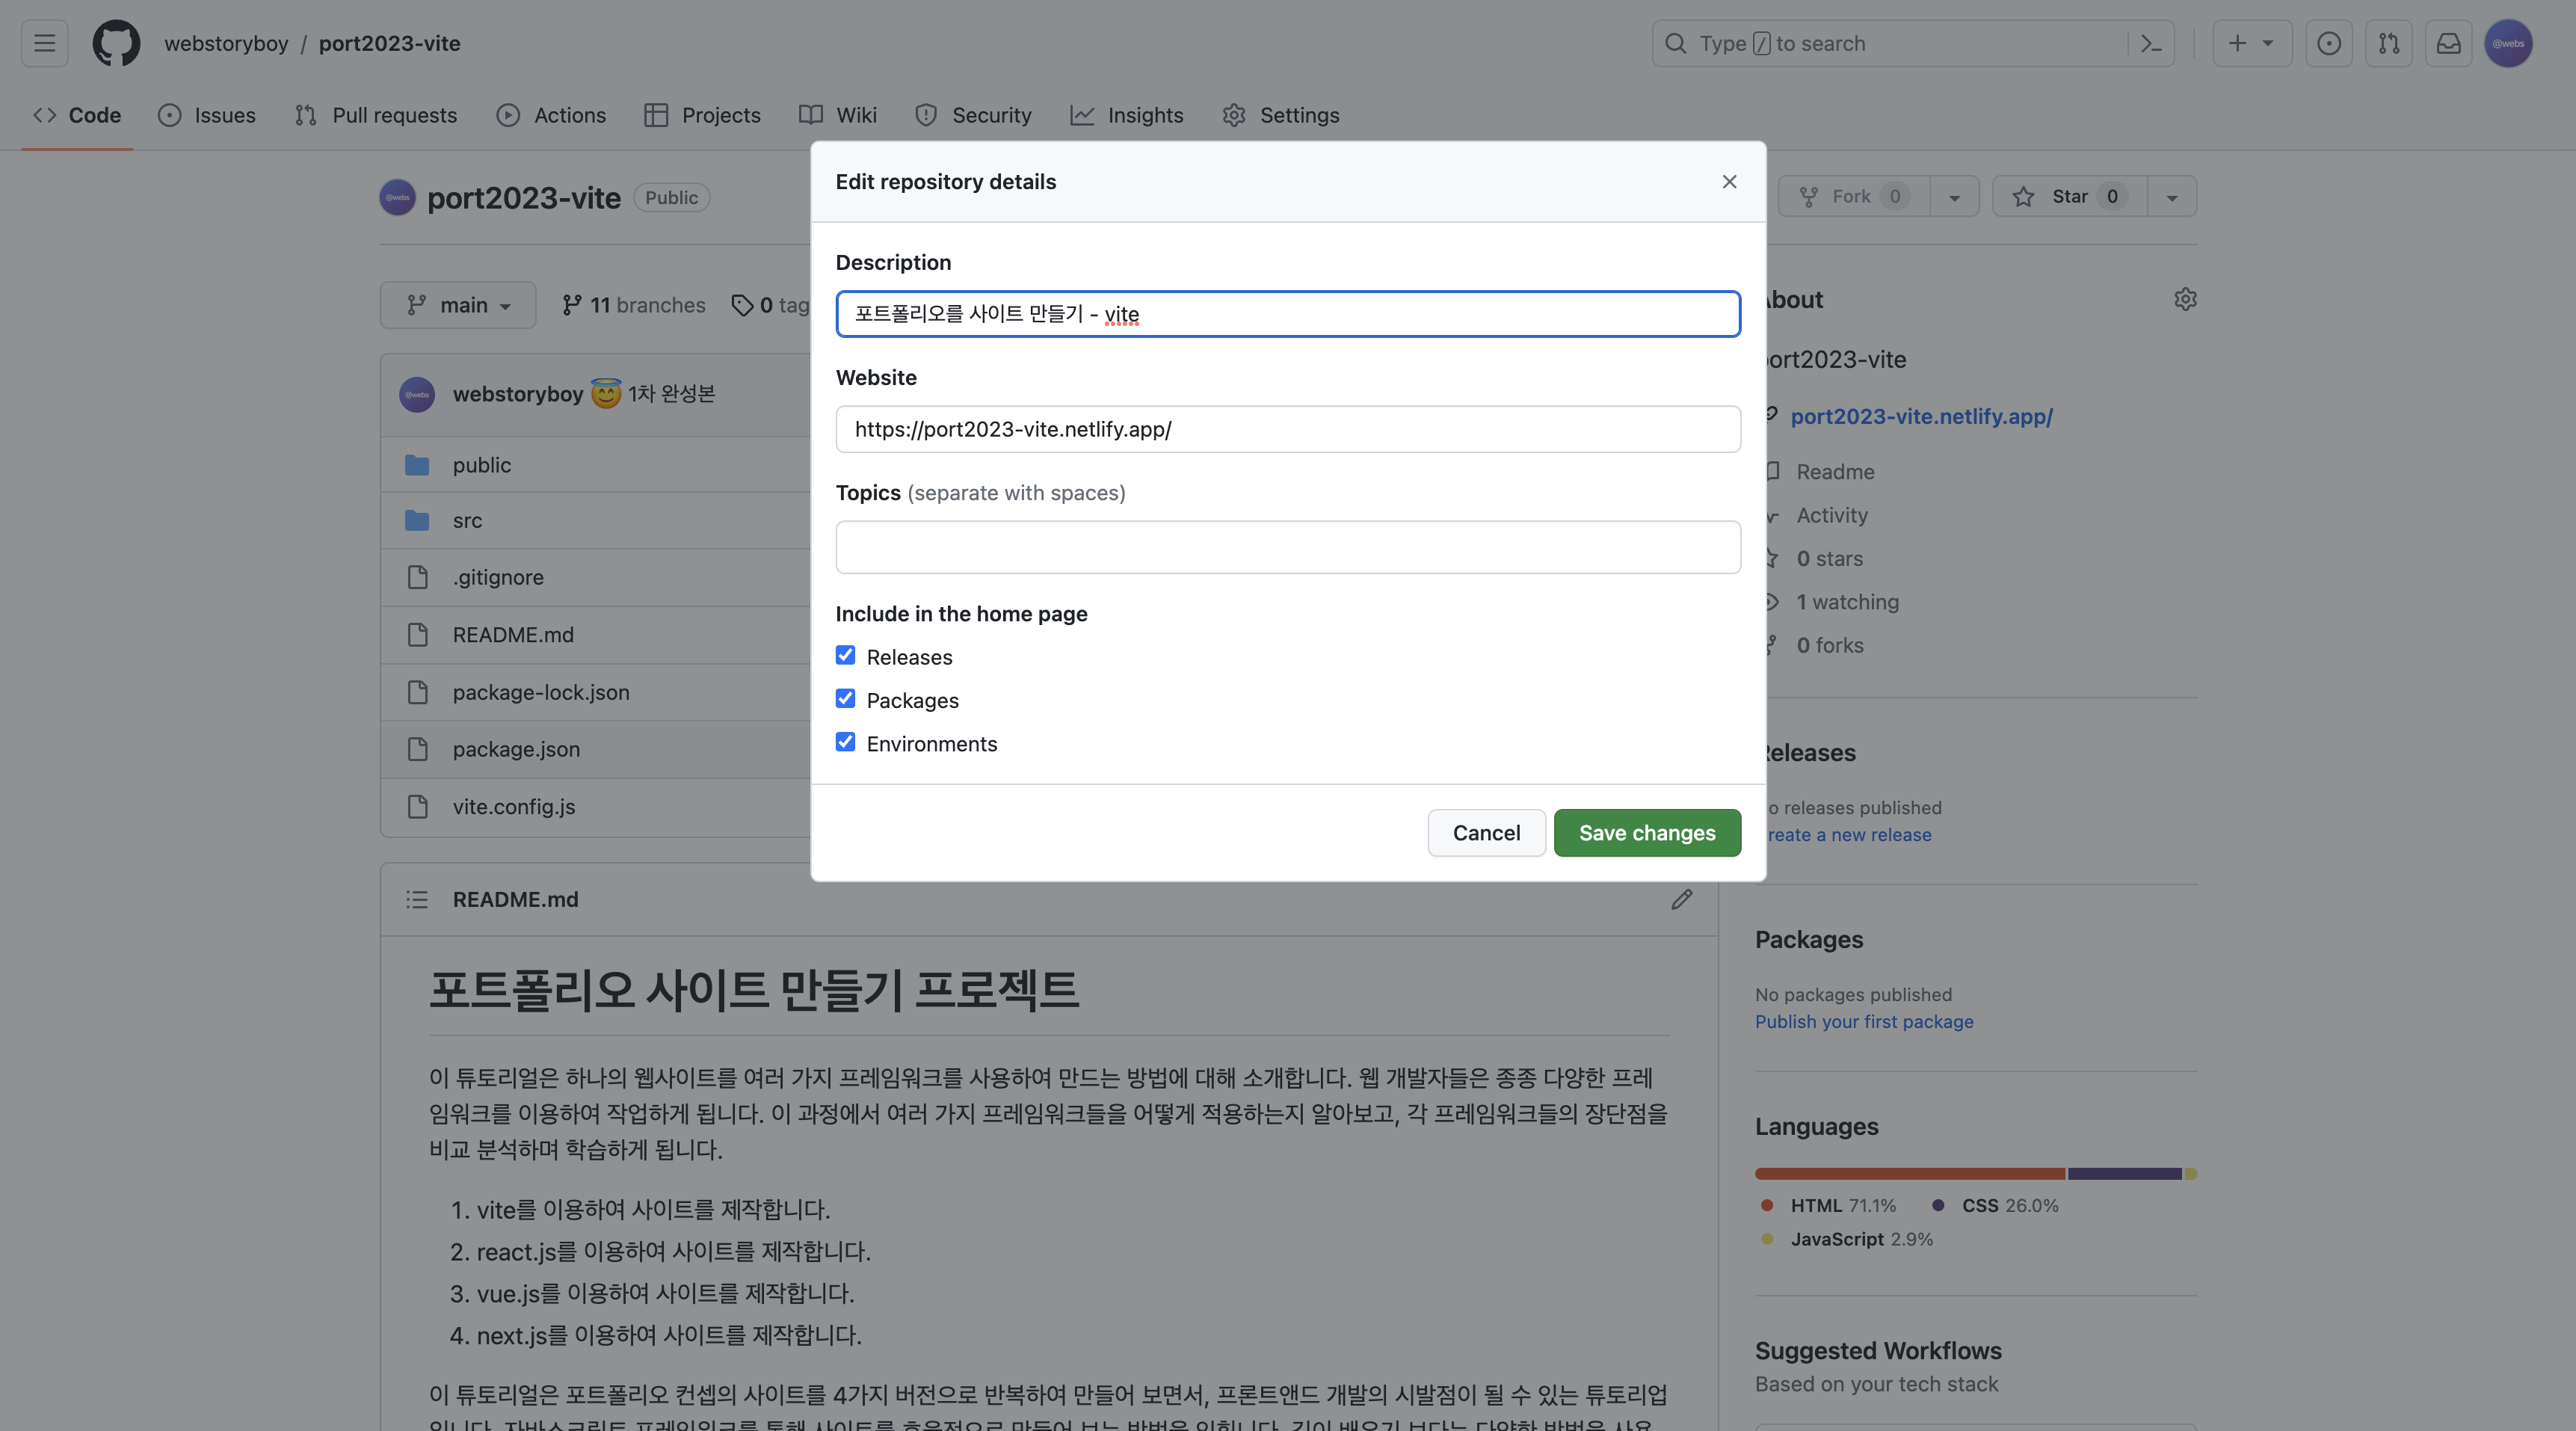 webstoryboy / port2023-vite
Type / to search
@webs
Code Issues Pull requests Actions Projects Wiki Security Insights Settings
@webs port2023-vite Public
Fork 0 Star 0
main 11 branches 0 tag
@webs webstoryboy 😇 1차 완성본
public
src
.gitignore
README.md
package-lock.json
package.json
vite.config.js
Edit repository details
Description
포트폴리오를 사이트 만들기 - vite
Website
https://port2023-vite.netlify.app/
Topics (separate with spaces)
Include in the home page
Releases
Packages
Environments
Cancel Save changes
README.md
포트폴리오 사이트 만들기 프로젝트
이 튜토리얼은 하나의 웹사이트를 여러 가지 프레임워크를 사용하여 만드는 방법에 대해 소개합니다. 웹 개발자들은 종종 다양한 프레
임워크를 이용하여 작업하게 됩니다. 이 과정에서 여러 가지 프레임워크들을 어떻게 적용하는지 알아보고, 각 프레임워크들의 장단점을
비교 분석하며 학습하게 됩니다.
1. vite를 이용하여 사이트를 제작합니다.
2. react.js를 이용하여 사이트를 제작합니다.
3. vue.js를 이용하여 사이트를 제작합니다.
4. next.js를 이용하여 사이트를 제작합니다.
이 튜토리얼은 포트폴리오 컨셉의 사이트를 4가지 버전으로 반복하여 만들어 보면서, 프론트앤드 개발의 시발점이 될 수 있는 튜토리업
bout
ort2023-vite
port2023-vite.netlify.app/
Readme
Activity
0 stars
1 watching
0 forks
eleases
o releases published
reate a new release
Packages
No packages published
Publish your first package
Languages
HTML 71.1% CSS 26.0%
JavaScript 2.9%
Suggested Workflows
Based on your tech stack